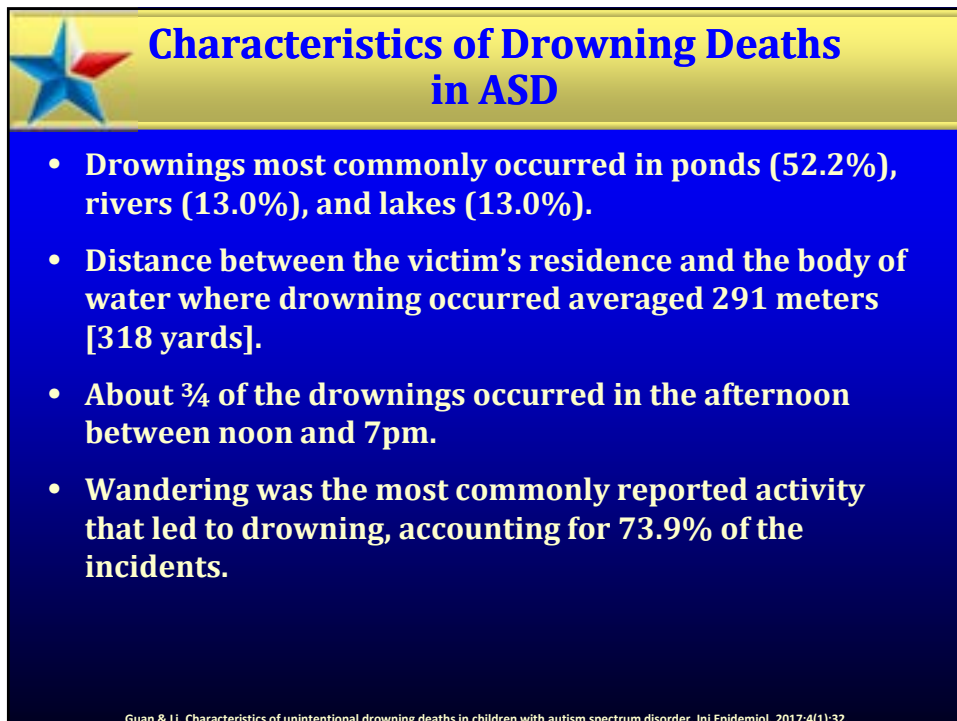 Characteristics of Drowning Deaths
in ASD
• Drownings most commonly occurred in ponds (52.2%),
rivers (13.0%), and lakes (13.0%).
• Distance between the victim’s residence and the body of
water where drowning occurred averaged 291 meters
[318 yards].
• About ¾ of the drownings occurred in the afternoon
between noon and 7pm.
• Wandering was the most commonly reported activity
that led to drowning, accounting for 73.9% of the
incidents.
Guan & Li. Characteristics of unintentional drowning deaths in children with autism spectrum disorder. Inj Epidemiol. 2017;4(1):32